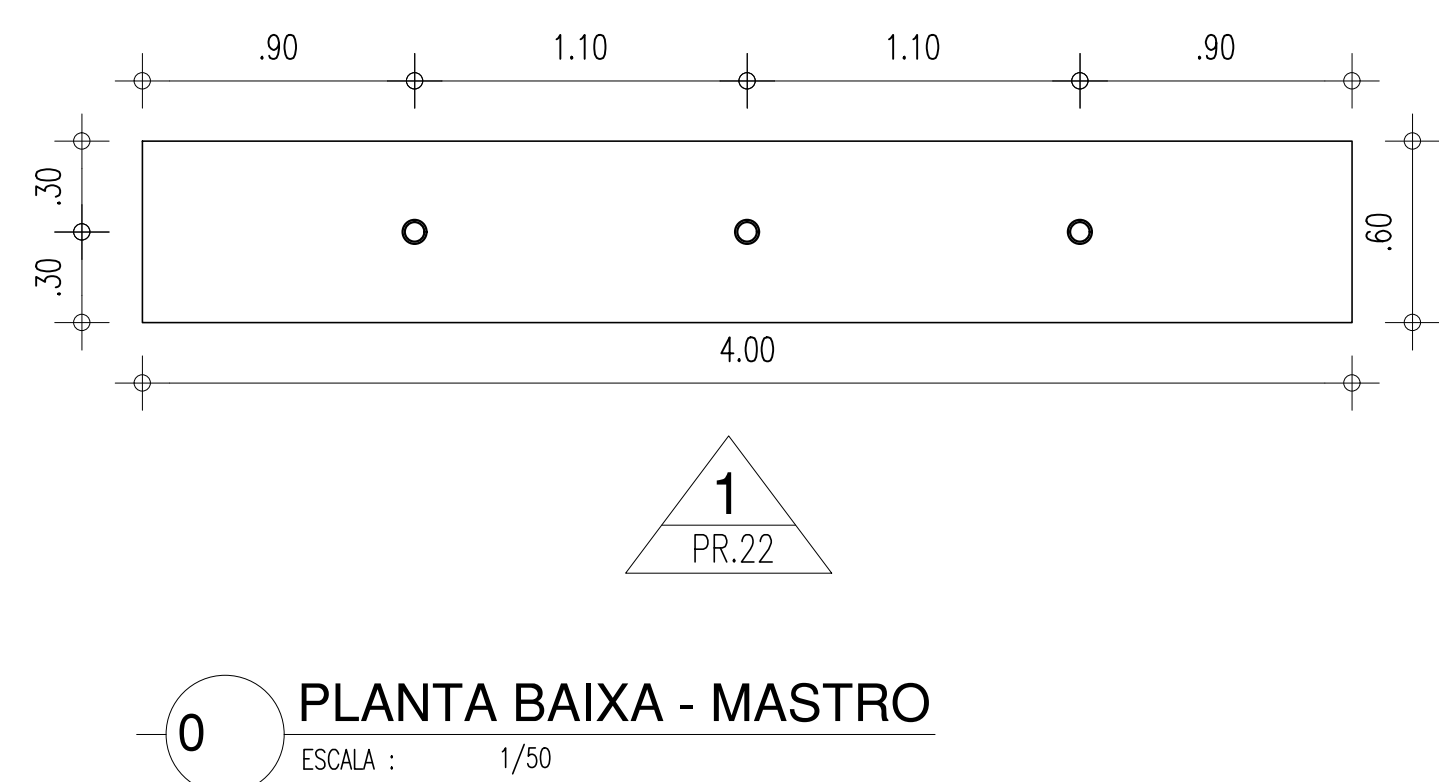 .90 1.10 1.10 .90
.30
.30
.60
4.00
1
PR.22
0
PLANTA BAIXA - MASTRO
ESCALA : 1/50